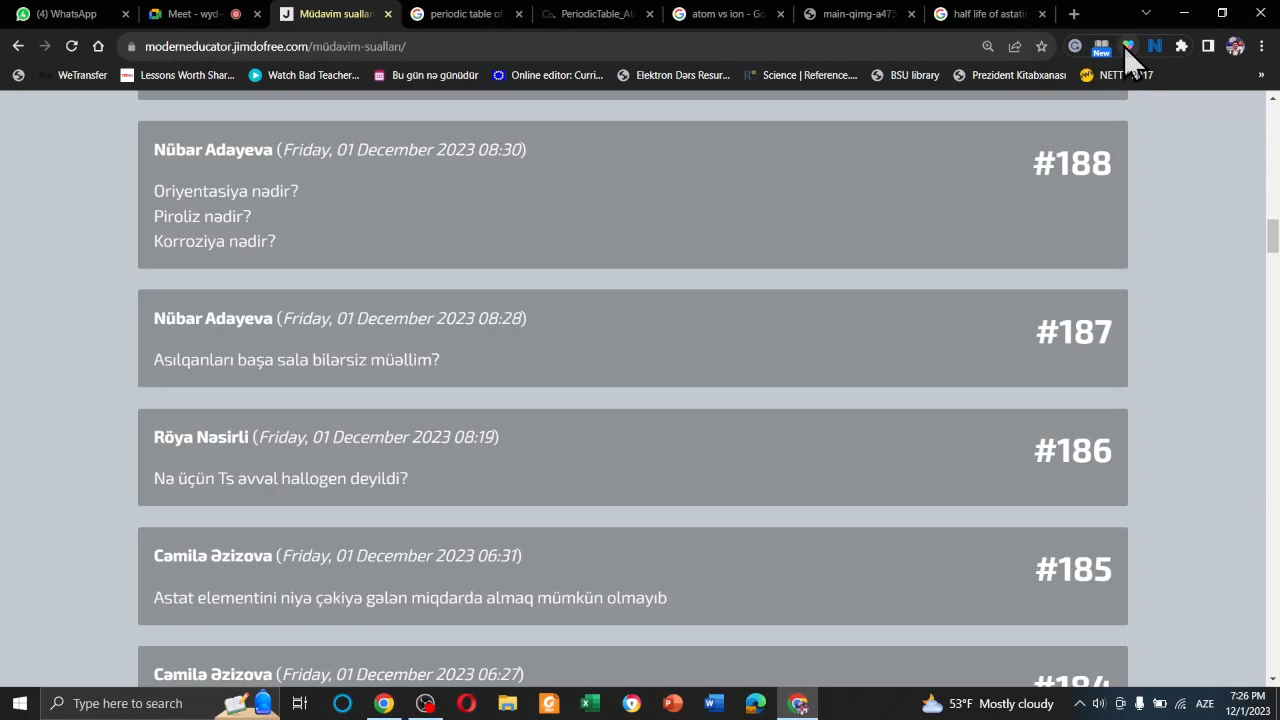 (4) WhatsApp
Meet - wyd-
Müdavim sualları
periodic table of
PeriodicTable_At
atom vs ion - Go
main-qimg-a475
half life of astati
moderneducator.jimdofree.com/müdavim-sualları/
New
WeTransfer
Lessons Worth Shar...
Watch Bad Teacher...
Bu gün nə günüdür
Online editor: Curri...
Elektron Dərs Resur...
Science | Reference....
BSU library
Prezident Kitabxanası
»
Nübar Adayeva (Friday, 01 December 2023 08:30)
#188
Oriyentasiya nədir?
Piroliz nədir?
Korroziya nədir?
Nübar Adayeva (Friday, 01 December 2023 08:28)
#187
Asılqanları başa sala bilərsiz müəllim?
Röya Nəsirli (Friday, 01 December 2023 08:19)
#186
Nə üçün Ts əvvəl hallogen deyildi?
Cəmilə Əzizova (Friday, 01 December 2023 06:31)
#185
Astat elementini niyə çəkiyə gələn miqdarda almaq mümkün olmayıb
Cəmilə Əzizova (Friday, 01 December 2023 06:27)
#184
Type here to search
53°F Mostly cloudy
AZE
7:26 PM
12/1/2023